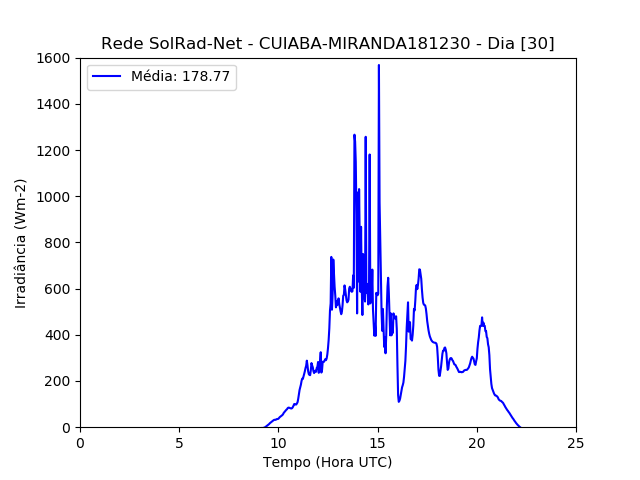 Rede SolRad-Net - CUIABA-MIRANDA181230 - Dia [30]
Média: 178.77
Irradiância (Wm-2)
1600
1400
1200
1000
800
600
400
200
0
0 5 10 15 20 25
Tempo (Hora UTC)